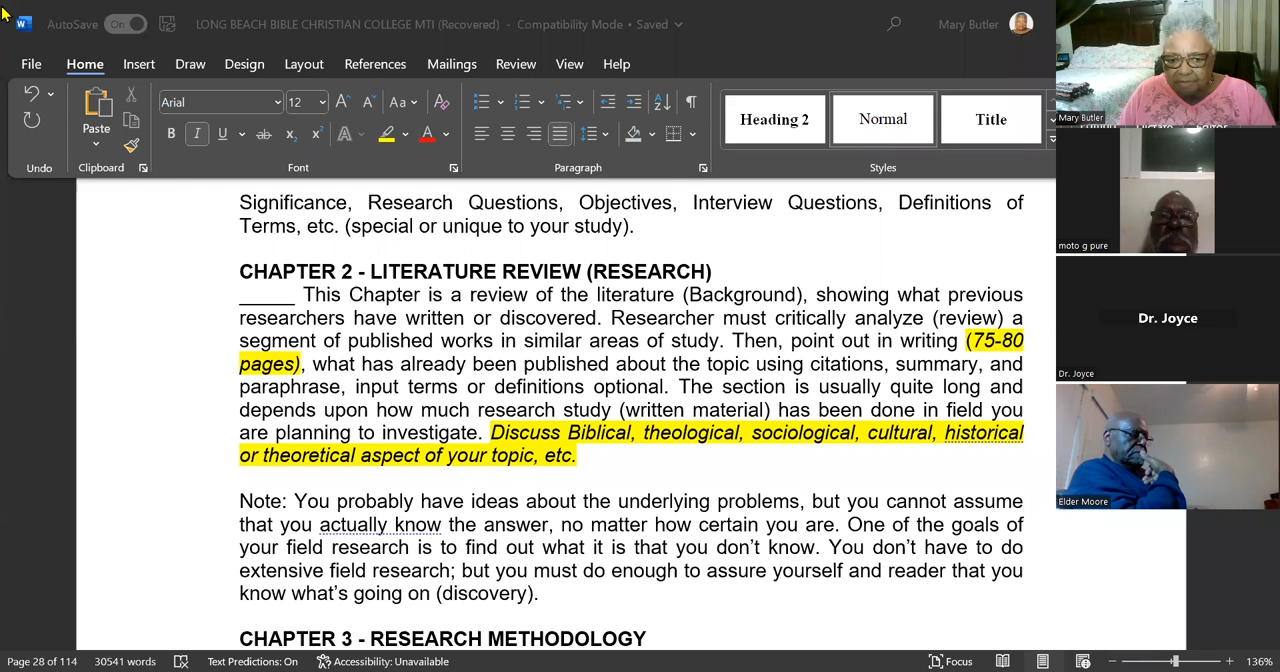 AutoSave On LONG BEACH BIBLE CHRISTIAN COLLEGE MTI (Recovered) - Compatibility Mode • Saved Mary Butler
File Home Insert Draw Design Layout References Mailings Review View Help
Arial 12 Aa
Paste
Heading 2 Normal Title
Undo Clipboard Font Paragraph Styles
Significance, Research Questions, Objectives, Interview Questions, Definitions of
Terms, etc. (special or unique to your study).
CHAPTER 2 - LITERATURE REVIEW (RESEARCH)
_____ This Chapter is a review of the literature (Background), showing what previous
researchers have written or discovered. Researcher must critically analyze (review) a
segment of published works in similar areas of study. Then, point out in writing (75-80
pages), what has already been published about the topic using citations, summary, and
paraphrase, input terms or definitions optional. The section is usually quite long and
depends upon how much research study (written material) has been done in field you
are planning to investigate. Discuss Biblical, theological, sociological, cultural, historical
or theoretical aspect of your topic, etc.
Note: You probably have ideas about the underlying problems, but you cannot assume
that you actually know the answer, no matter how certain you are. One of the goals of
your field research is to find out what it is that you don't know. You don't have to do
extensive field research; but you must do enough to assure yourself and reader that you
know what's going on (discovery).
CHAPTER 3 - RESEARCH METHODOLOGY
Page 28 of 114 30541 words Text Predictions: On Accessibility: Unavailable Focus 136%
Mary Butler
moto g pure
Dr. Joyce
Dr. Joyce
Elder Moore